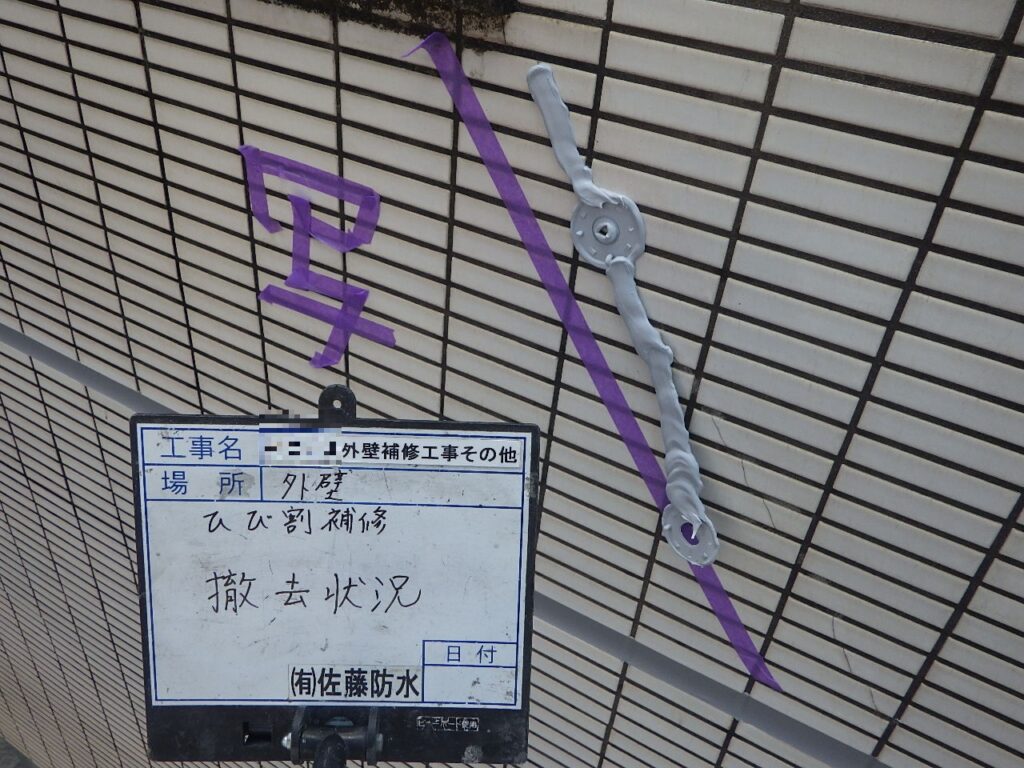 写
工事名 外壁補修工事その他
場所 外壁
ひび割補修
撤去状況
日付
(有)佐藤防水